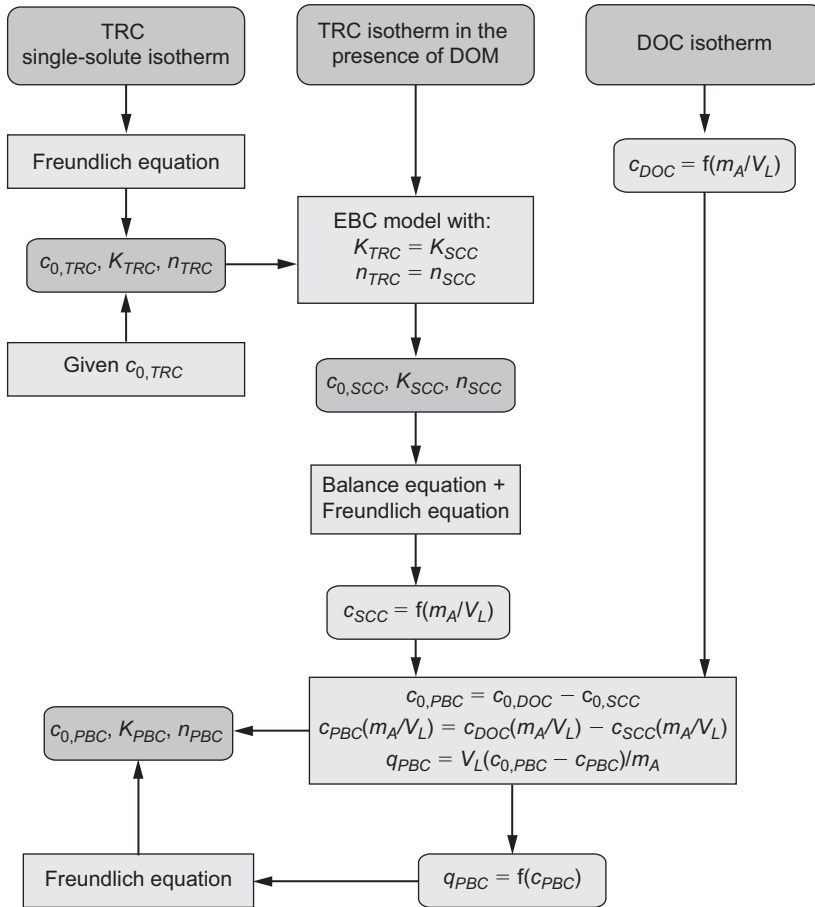 TRC
single-solute isotherm
TRC isotherm in the
presence of DOM
DOC isotherm
Freundlich equation
c_DOC = f(m_A/V_L)
EBC model with:
K_TRC = K_SCC
n_TRC = n_SCC
c_0,TRC, K_TRC, n_TRC
Given c_0,TRC
c_0,SCC, K_SCC, n_SCC
Balance equation +
Freundlich equation
c_SCC = f(m_A/V_L)
c_0,PBC = c_0,DOC − c_0,SCC
c_PBC(m_A/V_L) = c_DOC(m_A/V_L) − c_SCC(m_A/V_L)
q_PBC = V_L(c_0,PBC − c_PBC)/m_A
c_0,PBC, K_PBC, n_PBC
Freundlich equation
q_PBC = f(c_PBC)